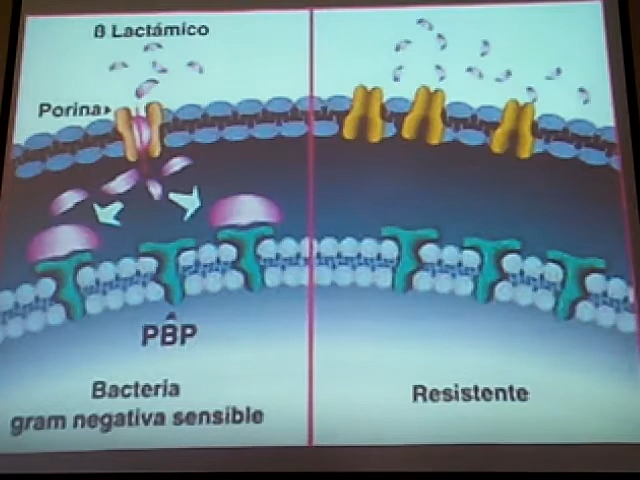 β Lactámico
Porina
PBP
Bacteria
gram negativa sensible
Resistente